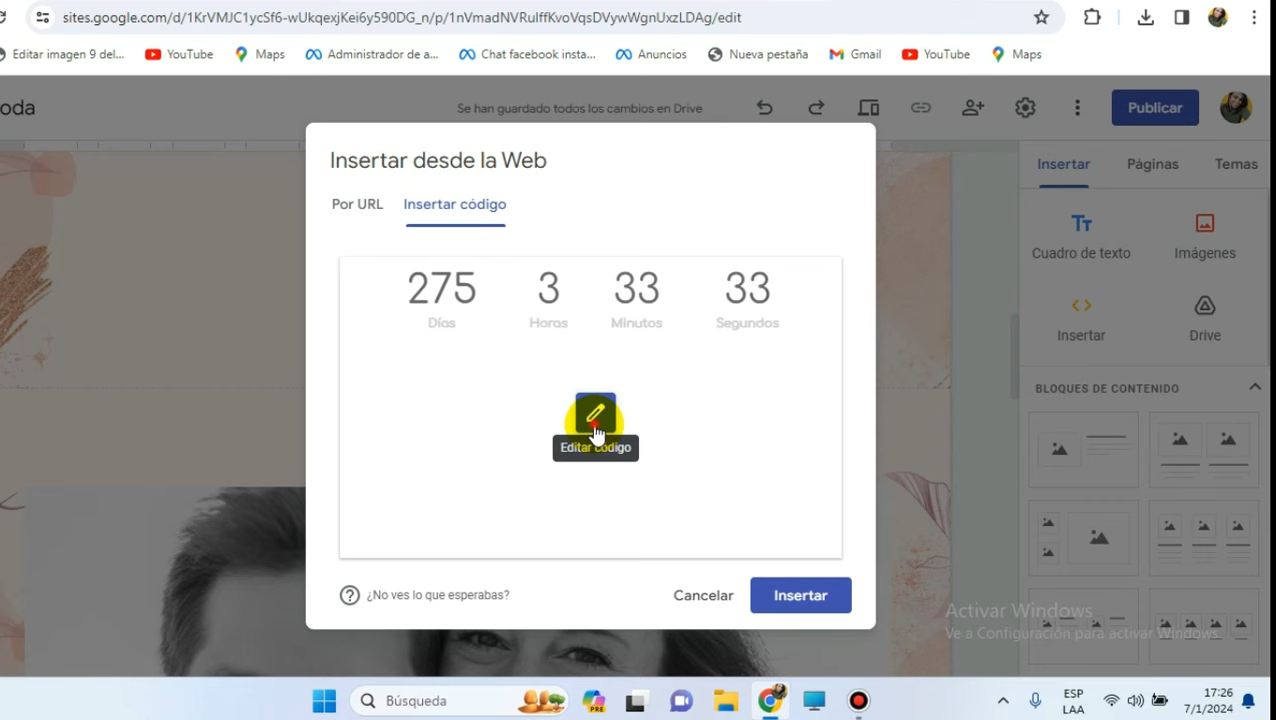 sites.google.com/d/1KrVMJC1ycSf6-wUkqexjKei6y590DG_n/p/1nVmadNVRuIffKvoVqsDVywWgnUxzLDAg/edit
Editar imagen 9 del...
YouTube
Maps
Administrador de a...
Chat facebook insta...
Anuncios
Nueva pestaña
Gmail
YouTube
Maps
oda
Se han guardado todos los cambios en Drive
Publicar
Insertar desde la Web
Por URL
Insertar código
275
3
33
33
Días
Horas
Minutos
Segundos
Editar código
¿No ves lo que esperabas?
Cancelar
Insertar
Insertar
Páginas
Temas
Tt
Cuadro de texto
Imágenes
Insertar
Drive
BLOQUES DE CONTENIDO
Activar Windows
Ve a Configuración para activar Windows.
Búsqueda
PRE
ESP
LAA
17:26
7/1/2024